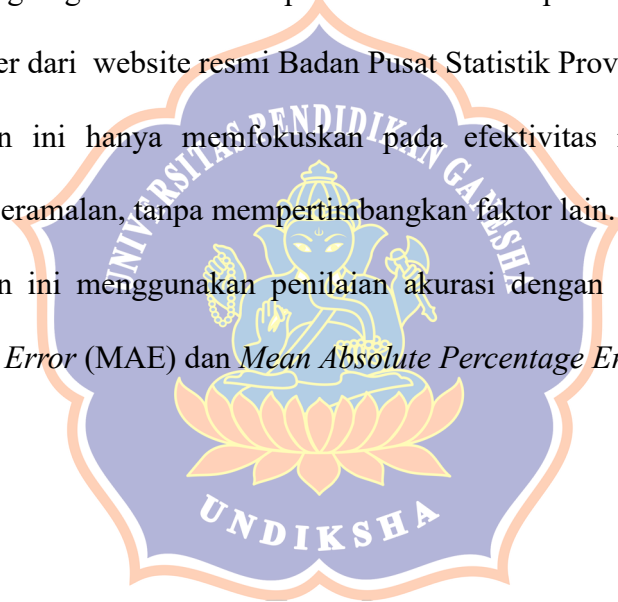 er dari website resmi Badan Pusat Statistik Prov
n ini hanya memfokuskan pada efektivitas
eramalan, tanpa mempertimbangkan faktor lain.
n ini menggunakan penilaian akurasi dengan
Error (MAE) dan Mean Absolute Percentage Er
UNIVERSITAS PENDIDIKAN GANESHA
UNDIKSHA